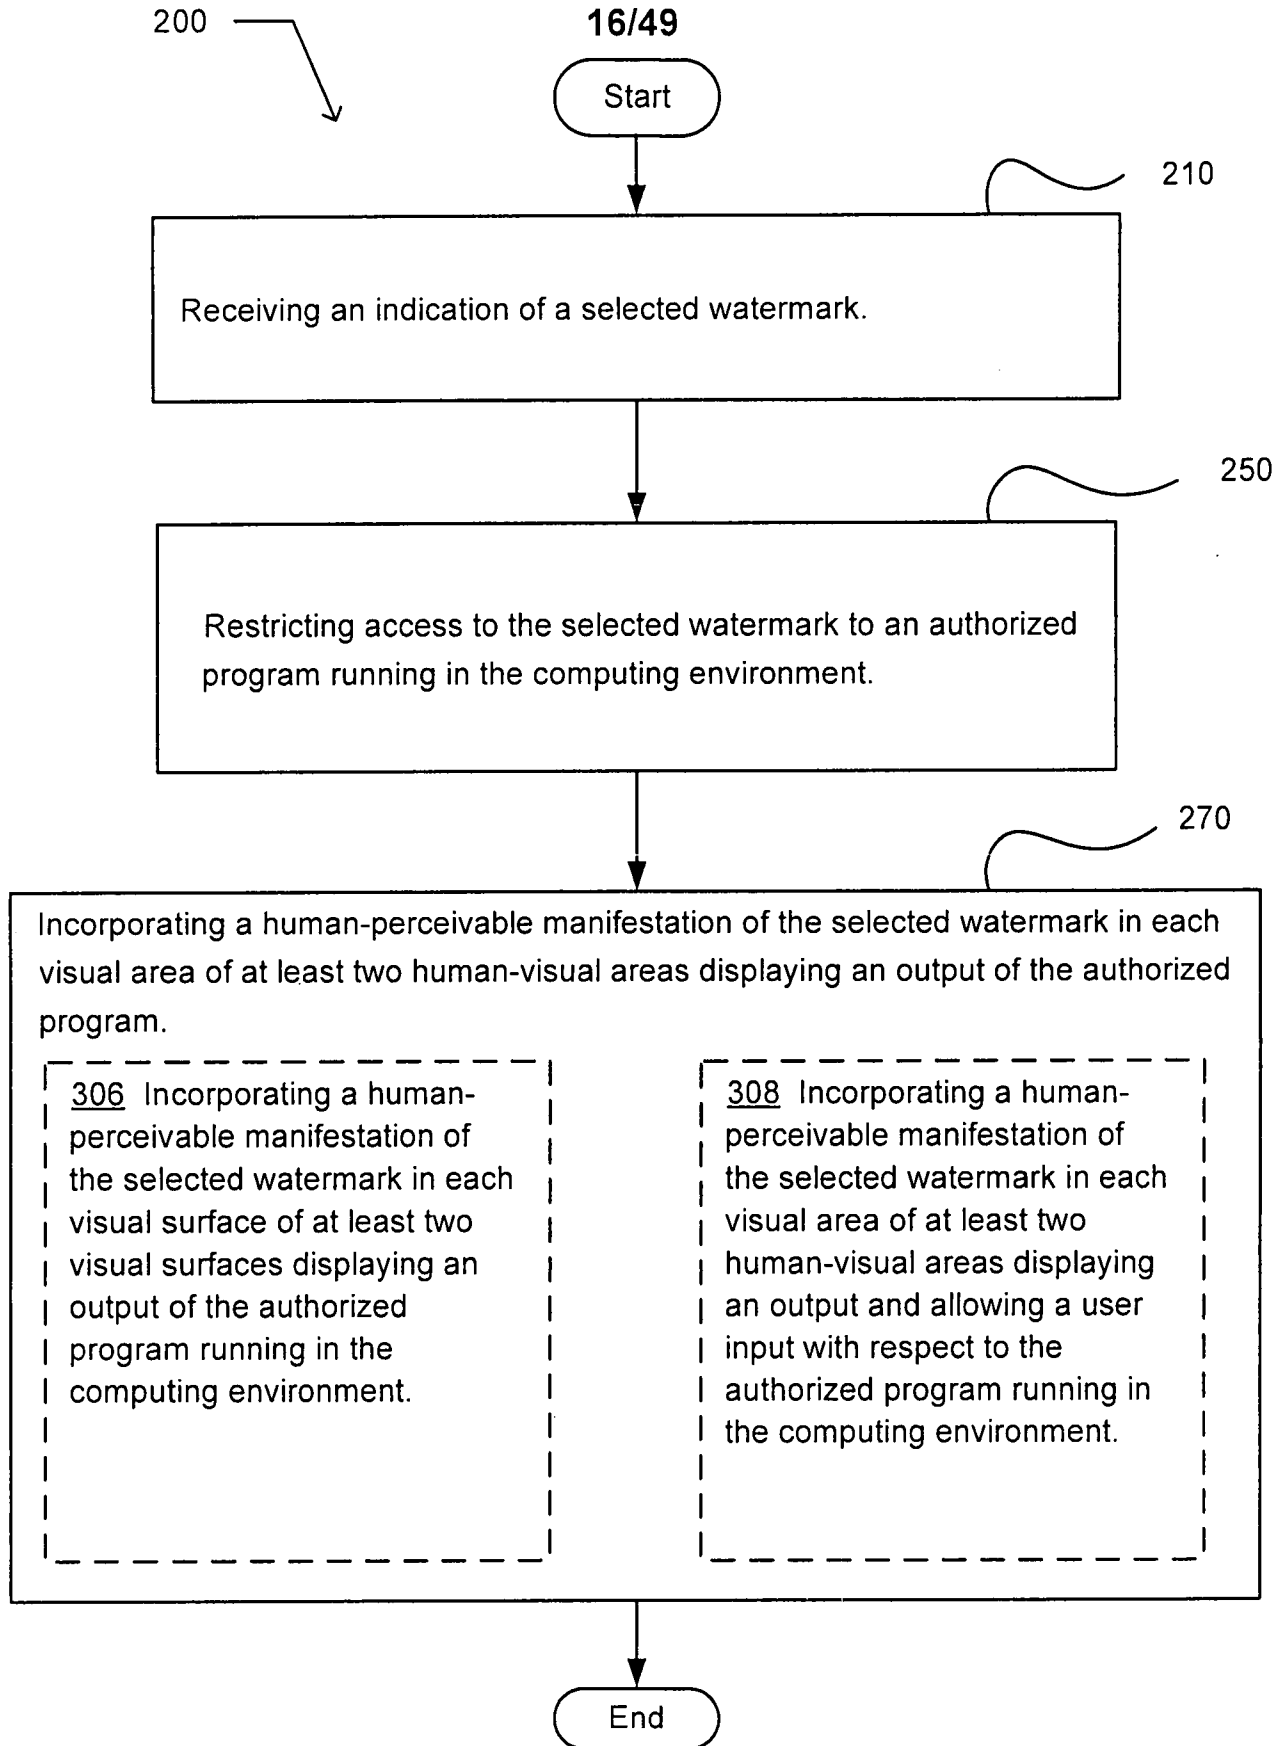 200
16/49
Start
210
Receiving an indication of a selected watermark.
250
Restricting access to the selected watermark to an authorized
program running in the computing environment.
270
Incorporating a human-perceivable manifestation of the selected watermark in each
visual area of at least two human-visual areas displaying an output of the authorized
program.
306 Incorporating a human-
perceivable manifestation of
the selected watermark in each
visual surface of at least two
visual surfaces displaying an
output of the authorized
program running in the
computing environment.
308 Incorporating a human-
perceivable manifestation of
the selected watermark in each
visual area of at least two
human-visual areas displaying
an output and allowing a user
input with respect to the
authorized program running in
the computing environment.
End